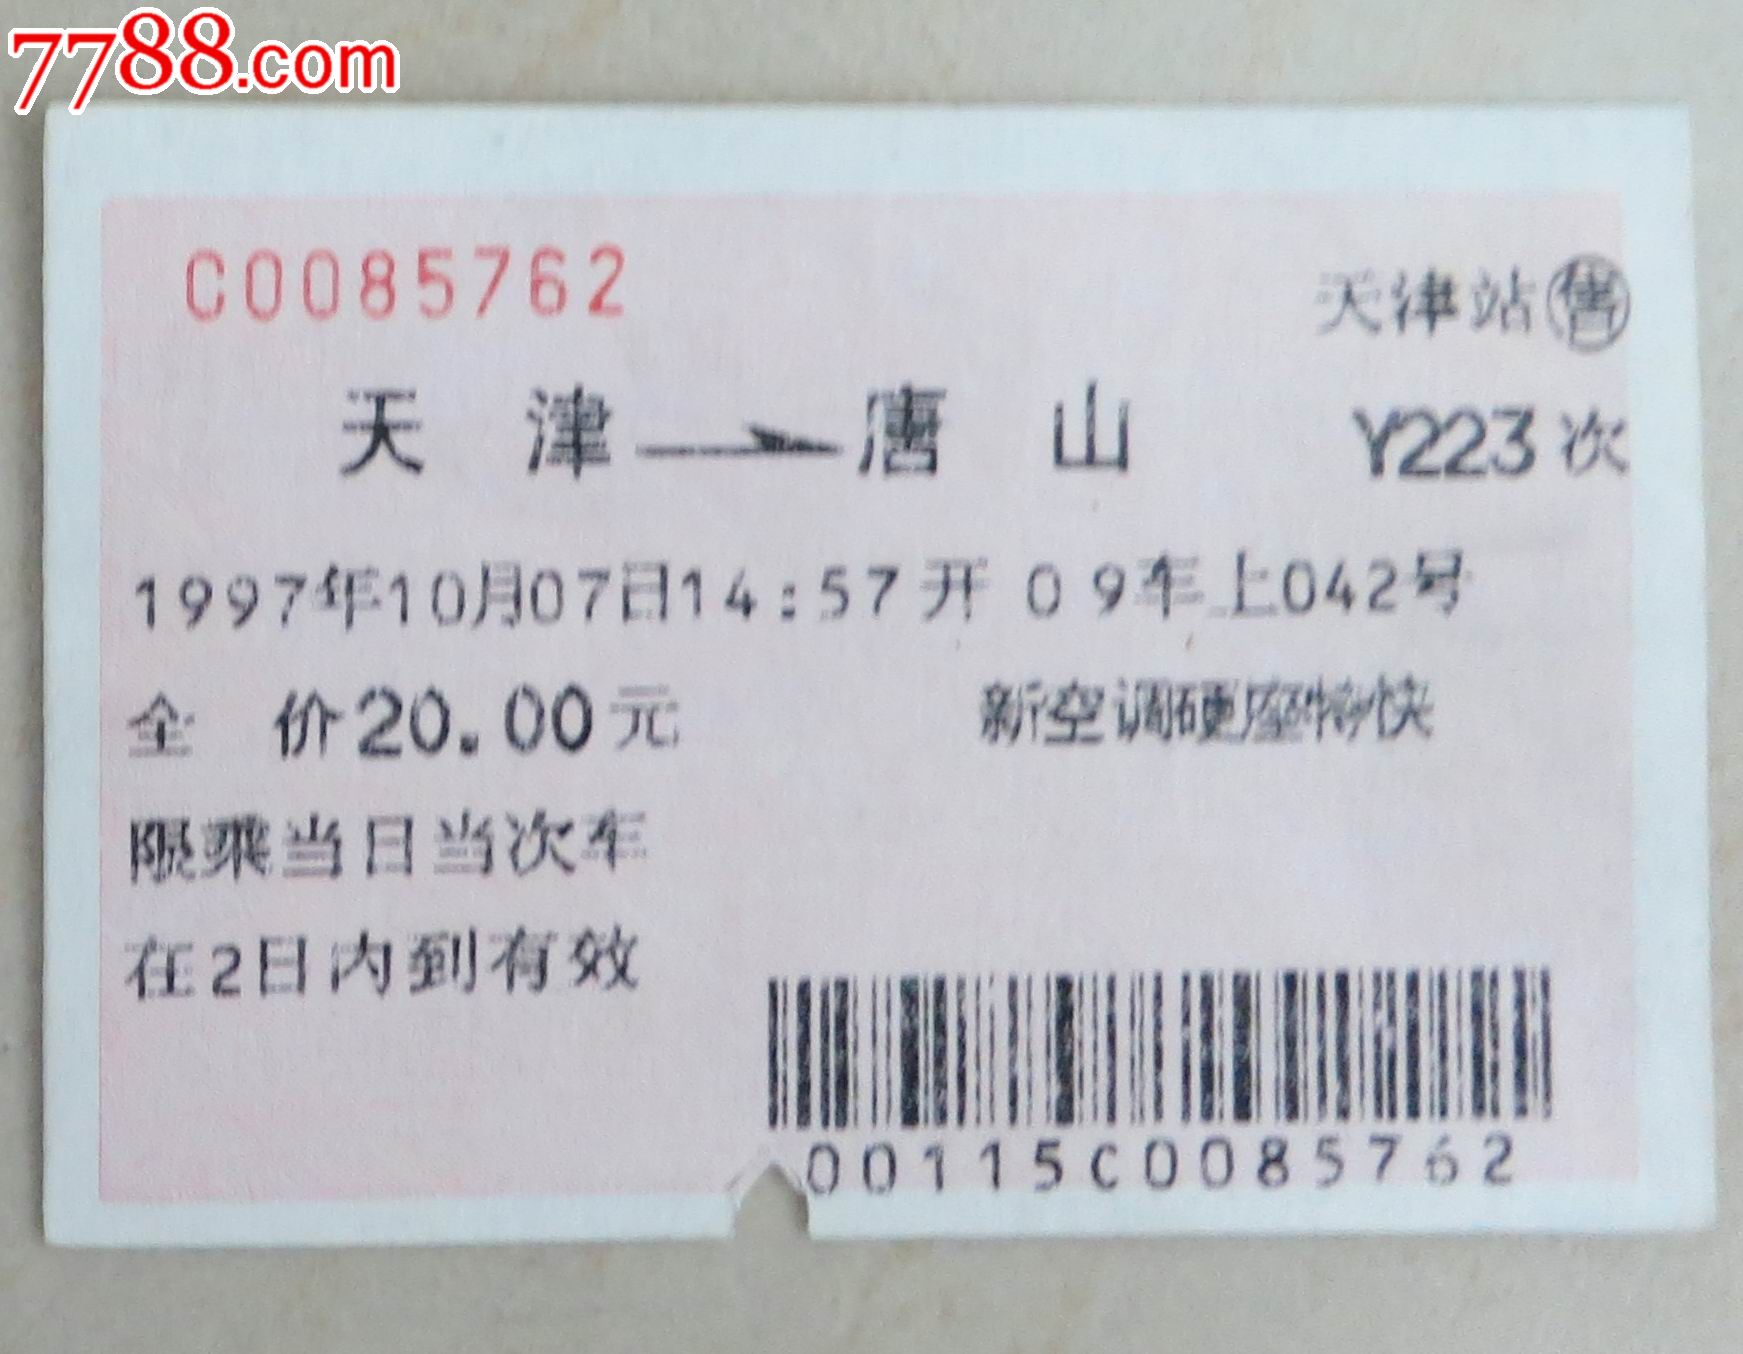 7788.com
C0085762
天津站㊝售
天 津→唐 山 Y223次
1997年10月07日14:57开 09车上042号
全 价20.00元 新空调硬座特快
限乘当日当次车
在2日内到有效
00115C0085762